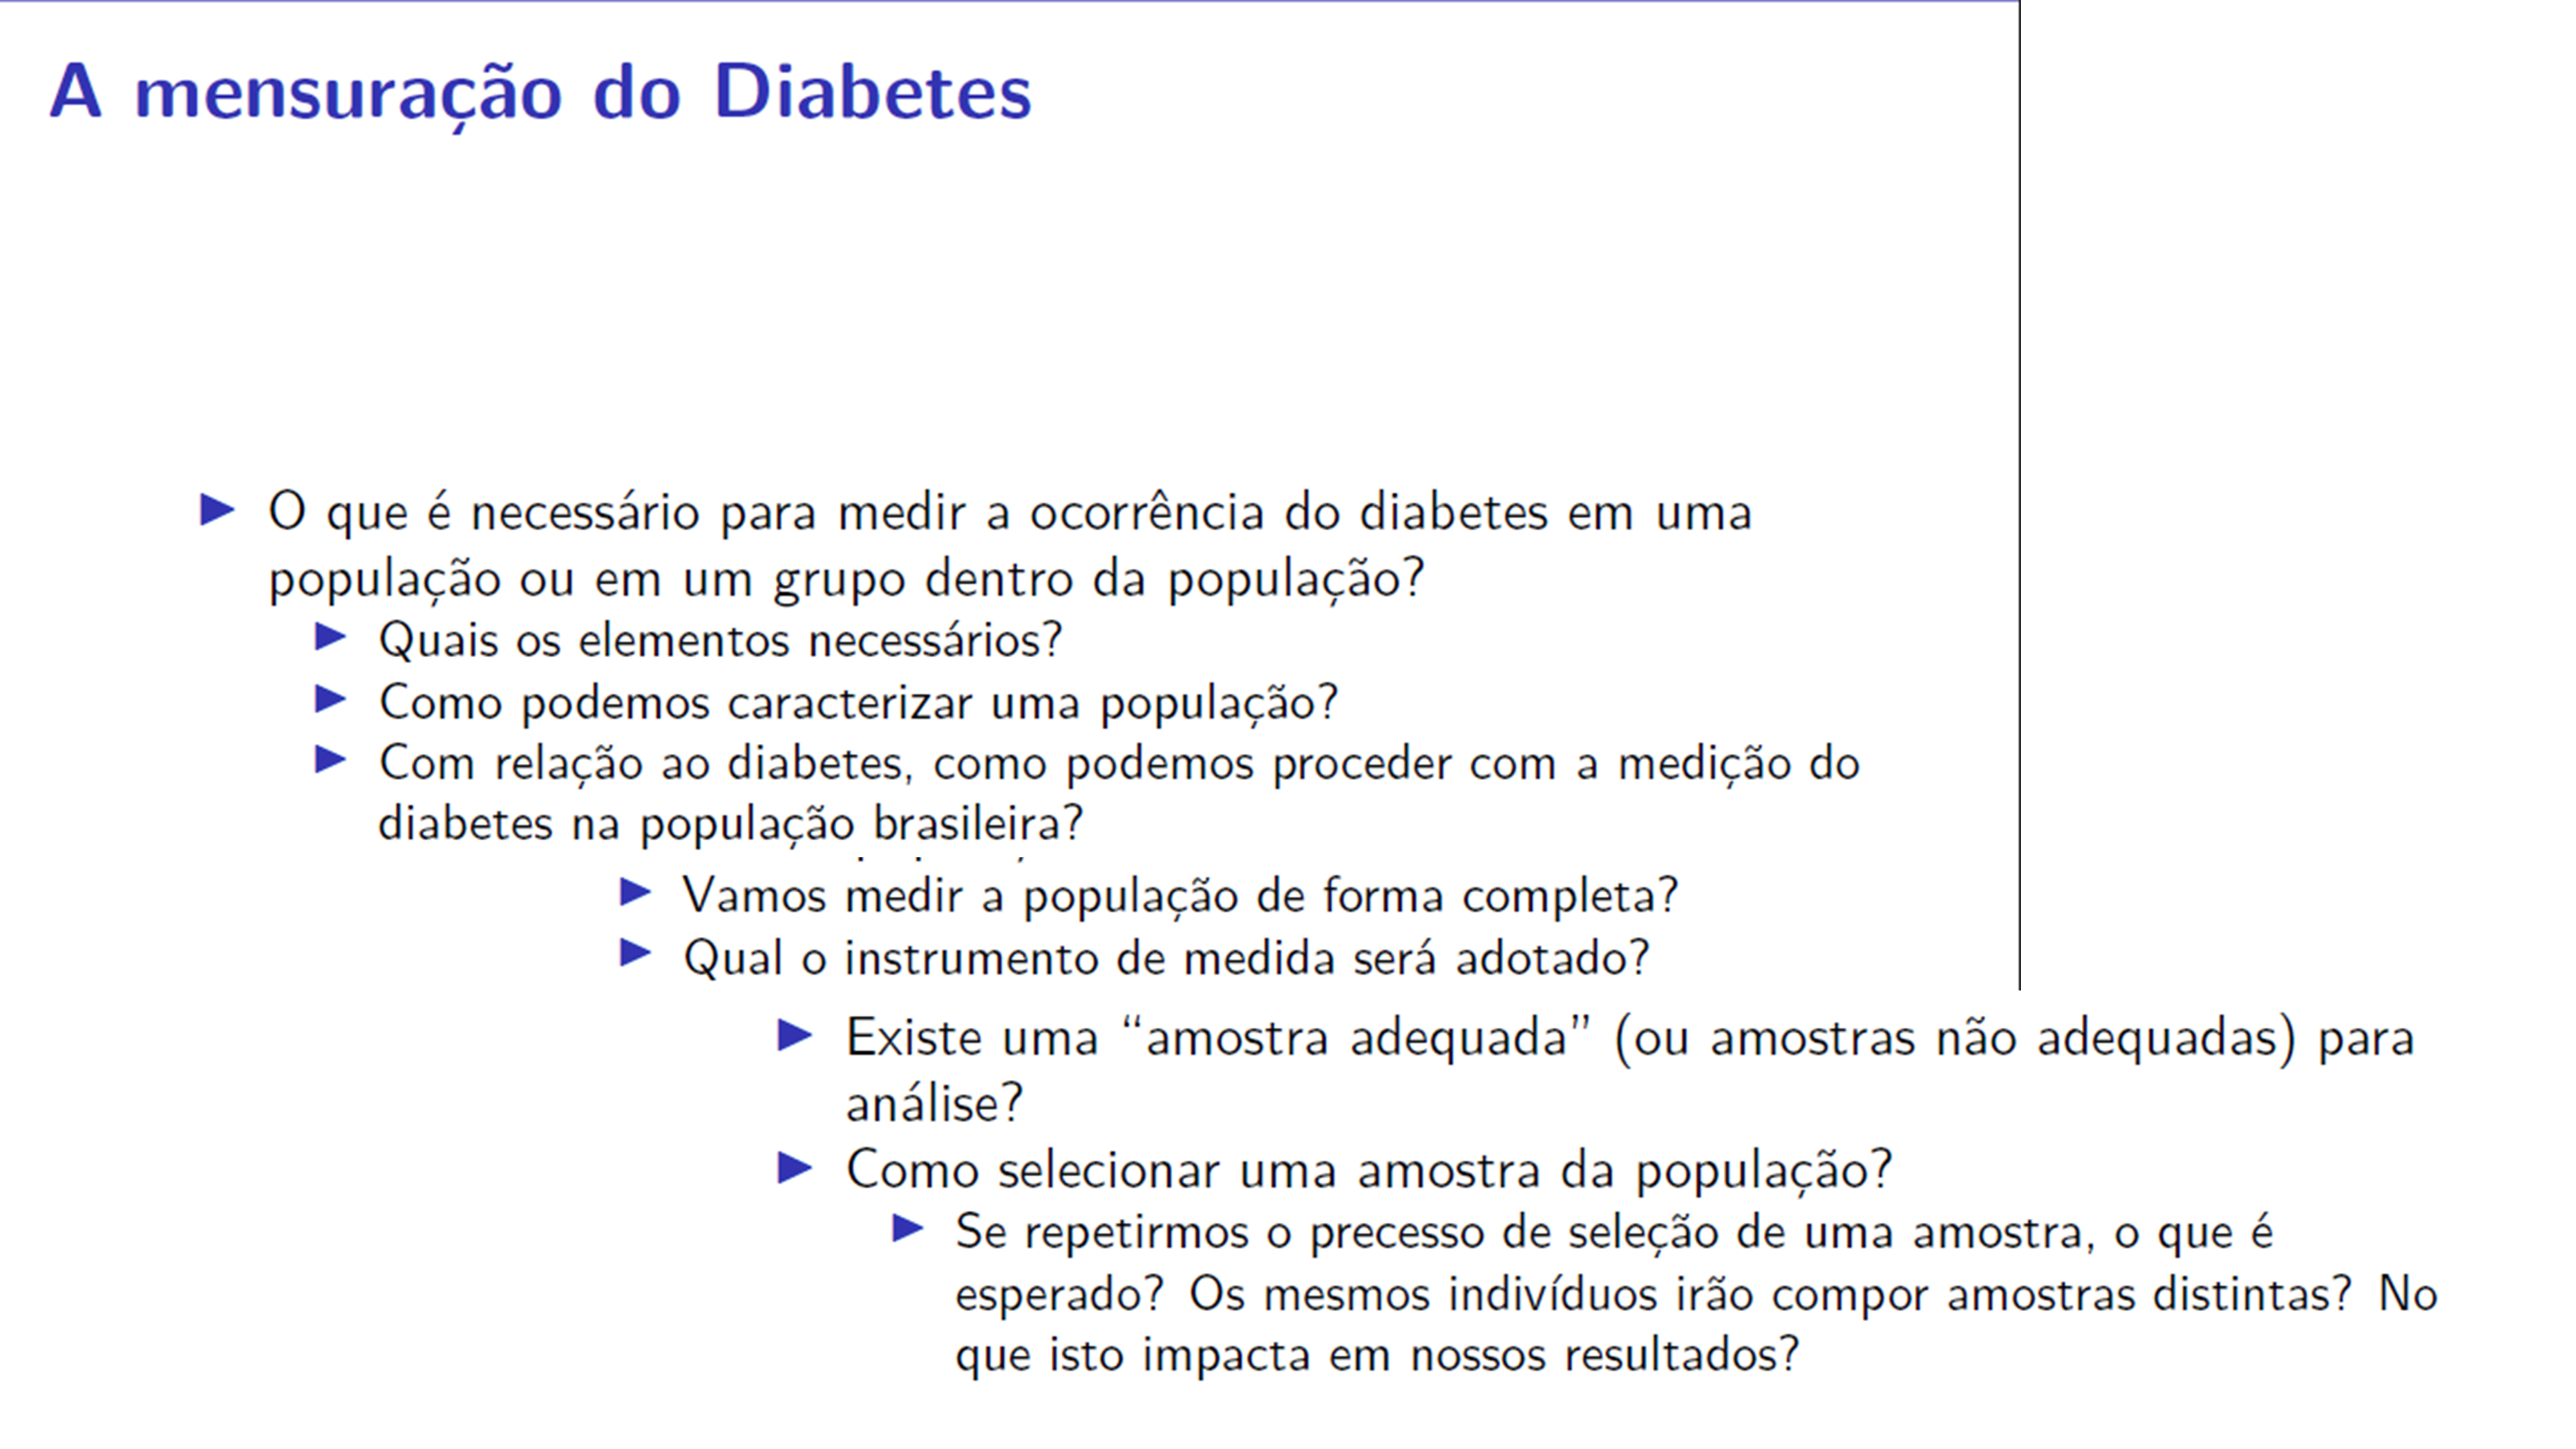 A mensuração do Diabetes
O que é necessário para medir a ocorrência do diabetes em uma
população ou em um grupo dentro da população?
Quais os elementos necessários?
Como podemos caracterizar uma população?
Com relação ao diabetes, como podemos proceder com a medição do
diabetes na população brasileira?
Vamos medir a população de forma completa?
Qual o instrumento de medida será adotado?
Existe uma “amostra adequada” (ou amostras não adequadas) para
análise?
Como selecionar uma amostra da população?
Se repetirmos o precesso de seleção de uma amostra, o que é
esperado? Os mesmos indivíduos irão compor amostras distintas? No
que isto impacta em nossos resultados?